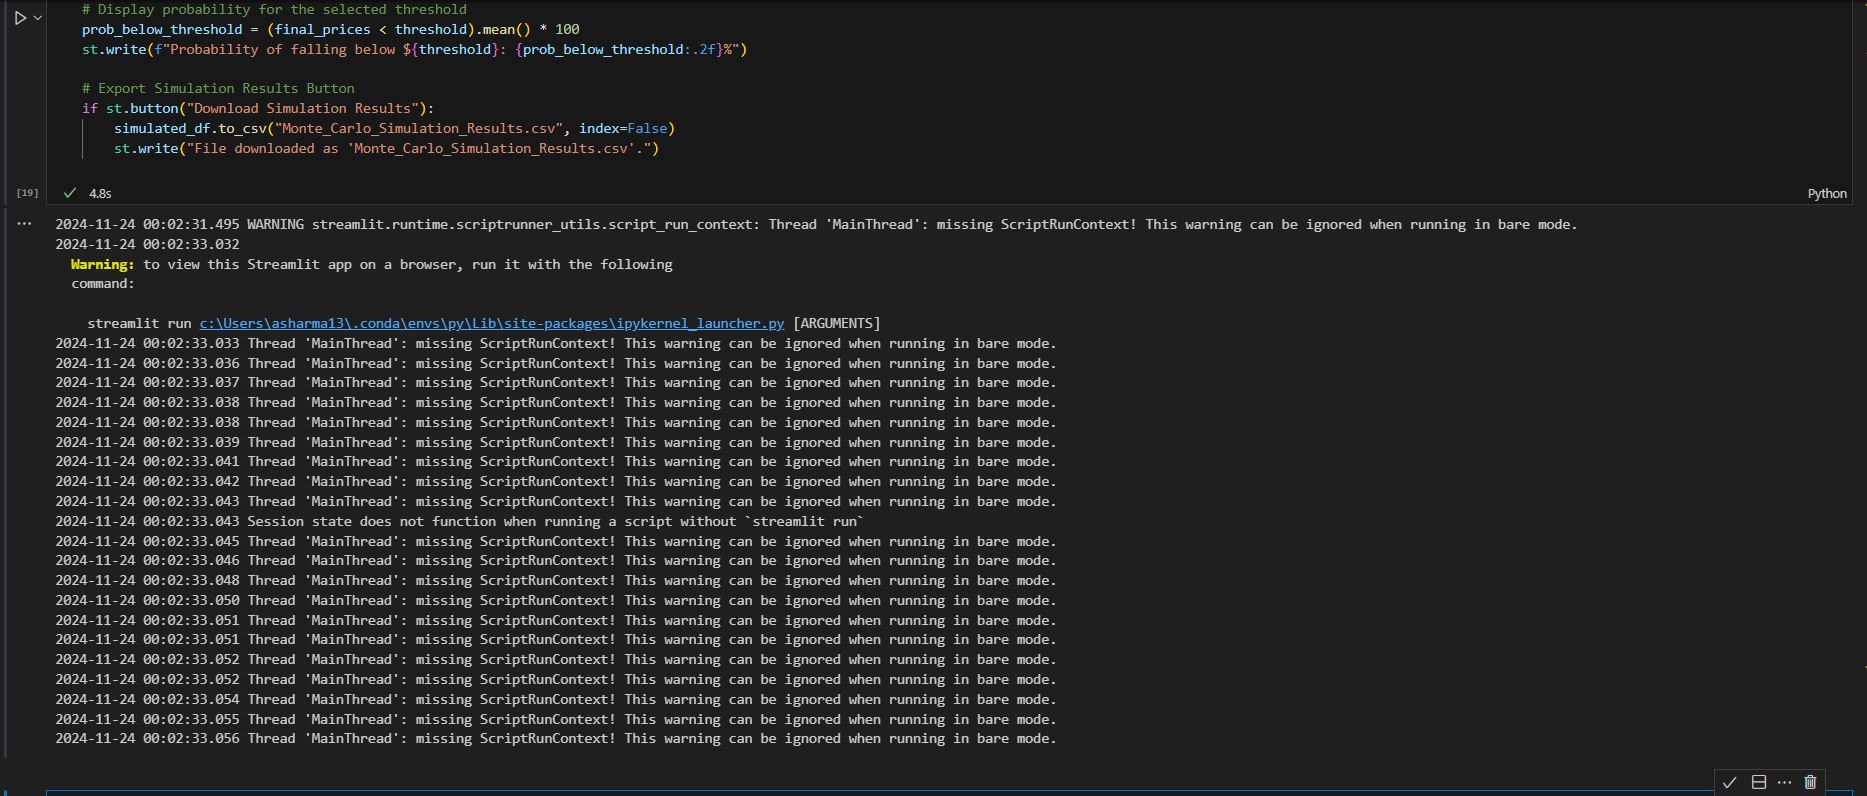 # Display probability for the selected threshold
prob_below_threshold = (final_prices < threshold).mean() * 100
st.write(f"Probability of falling below ${threshold}: {prob_below_threshold:.2f}%")
# Export Simulation Results Button
if st.button("Download Simulation Results"):
simulated_df.to_csv("Monte_Carlo_Simulation_Results.csv", index=False)
st.write("File downloaded as 'Monte_Carlo_Simulation_Results.csv'.")
[19] 4.8s Python
2024-11-24 00:02:31.495 WARNING streamlit.runtime.scriptrunner_utils.script_run_context: Thread 'MainThread': missing ScriptRunContext! This warning can be ignored when running in bare mode.
2024-11-24 00:02:33.032
Warning: to view this Streamlit app on a browser, run it with the following
command:
streamlit run c:\Users\asharma13\.conda\envs\py\Lib\site-packages\ipykernel_launcher.py [ARGUMENTS]
2024-11-24 00:02:33.033 Thread 'MainThread': missing ScriptRunContext! This warning can be ignored when running in bare mode.
2024-11-24 00:02:33.036 Thread 'MainThread': missing ScriptRunContext! This warning can be ignored when running in bare mode.
2024-11-24 00:02:33.037 Thread 'MainThread': missing ScriptRunContext! This warning can be ignored when running in bare mode.
2024-11-24 00:02:33.038 Thread 'MainThread': missing ScriptRunContext! This warning can be ignored when running in bare mode.
2024-11-24 00:02:33.038 Thread 'MainThread': missing ScriptRunContext! This warning can be ignored when running in bare mode.
2024-11-24 00:02:33.039 Thread 'MainThread': missing ScriptRunContext! This warning can be ignored when running in bare mode.
2024-11-24 00:02:33.041 Thread 'MainThread': missing ScriptRunContext! This warning can be ignored when running in bare mode.
2024-11-24 00:02:33.042 Thread 'MainThread': missing ScriptRunContext! This warning can be ignored when running in bare mode.
2024-11-24 00:02:33.043 Thread 'MainThread': missing ScriptRunContext! This warning can be ignored when running in bare mode.
2024-11-24 00:02:33.043 Session state does not function when running a script without `streamlit run`
2024-11-24 00:02:33.045 Thread 'MainThread': missing ScriptRunContext! This warning can be ignored when running in bare mode.
2024-11-24 00:02:33.046 Thread 'MainThread': missing ScriptRunContext! This warning can be ignored when running in bare mode.
2024-11-24 00:02:33.048 Thread 'MainThread': missing ScriptRunContext! This warning can be ignored when running in bare mode.
2024-11-24 00:02:33.050 Thread 'MainThread': missing ScriptRunContext! This warning can be ignored when running in bare mode.
2024-11-24 00:02:33.051 Thread 'MainThread': missing ScriptRunContext! This warning can be ignored when running in bare mode.
2024-11-24 00:02:33.051 Thread 'MainThread': missing ScriptRunContext! This warning can be ignored when running in bare mode.
2024-11-24 00:02:33.052 Thread 'MainThread': missing ScriptRunContext! This warning can be ignored when running in bare mode.
2024-11-24 00:02:33.052 Thread 'MainThread': missing ScriptRunContext! This warning can be ignored when running in bare mode.
2024-11-24 00:02:33.054 Thread 'MainThread': missing ScriptRunContext! This warning can be ignored when running in bare mode.
2024-11-24 00:02:33.055 Thread 'MainThread': missing ScriptRunContext! This warning can be ignored when running in bare mode.
2024-11-24 00:02:33.056 Thread 'MainThread': missing ScriptRunContext! This warning can be ignored when running in bare mode.